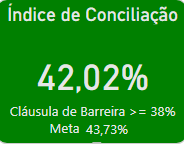 Índice de Conciliação
42,02%
Cláusula de Barreira >= 38%
Meta 43,73%